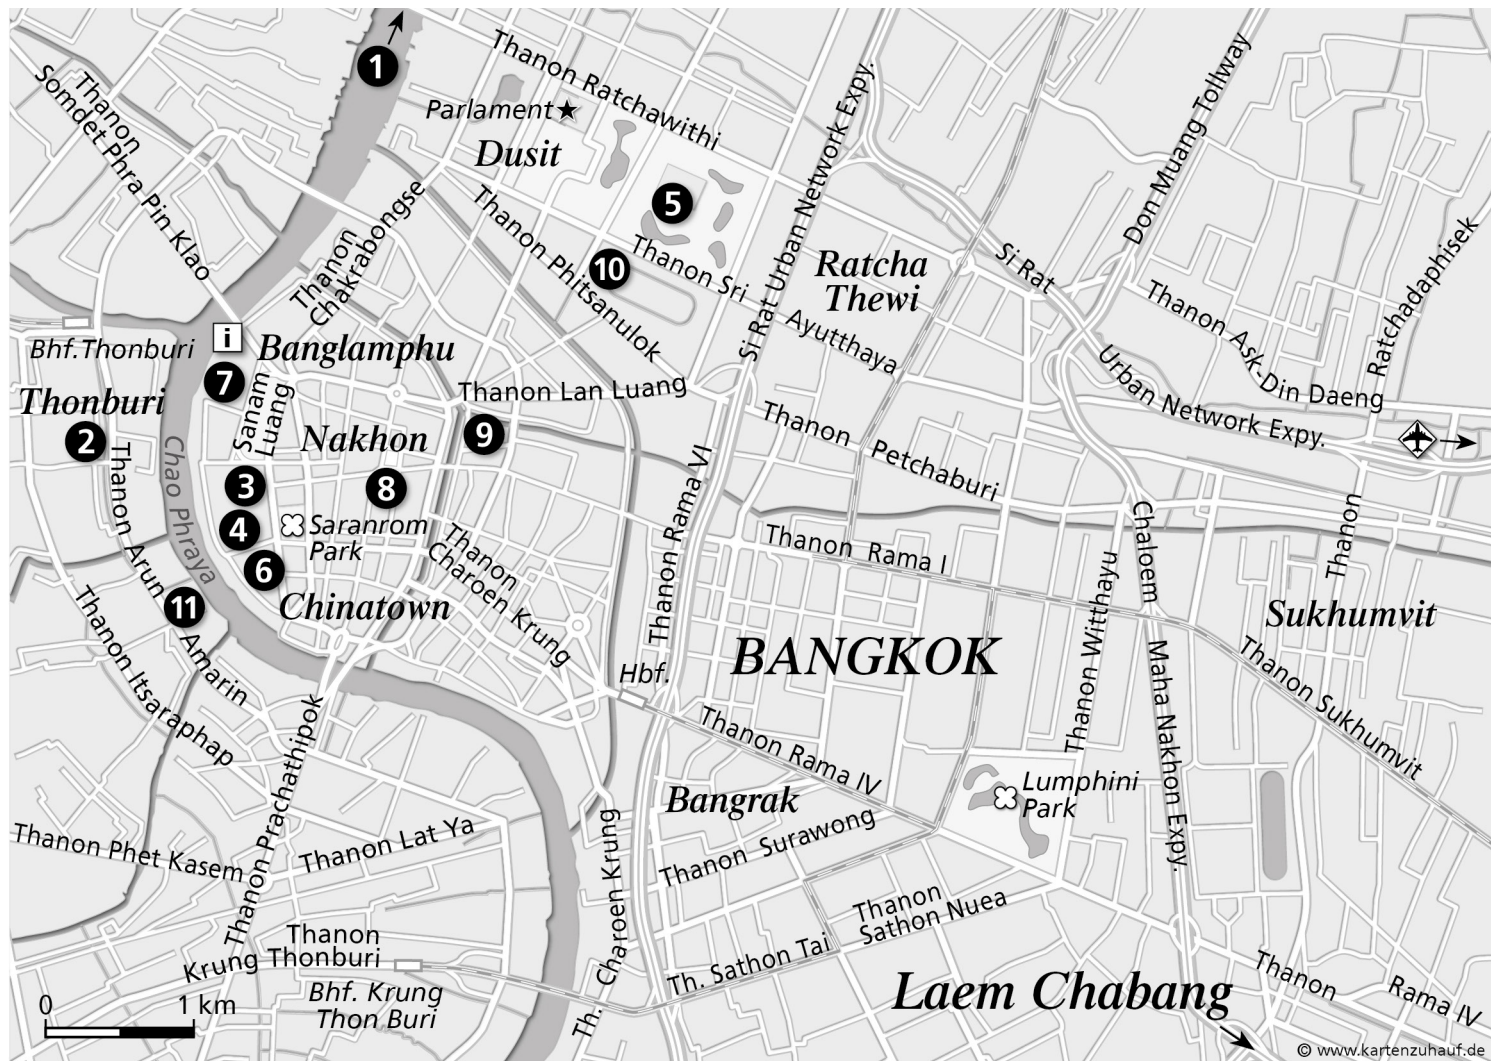 1
Thanon Ratchawithi
Thanon
Somdet Phra Pin Klao
Parlament
Dusit
Si Rat Urban Network Expy.
Don Muang Tollway
5
Thanon
Chakrabongse
Thanon Phitsanulok
10
Thanon Sri
Ayutthaya
Ratcha
Thewi
Si Rat
Urban Network Expy.
Thanon Ask-Din Daeng
Ratchadaphisek
i
Bhf.Thonburi
Banglamphu
7
Thonburi
2
Sanam
Luang
Thanon Lan Luang
Nakhon
9
Thanon
Petchaburi
Chao Phraya
3
8
4
Saranrom
Park
6
Thanon
Charoen Krung
Thanon Rama VI
Thanon Rama I
Chaloem
Maha Nakhon Expy.
Thanon
Thanon Arun
Amarin
11
Chinatown
Thanon Itsaraphap
Thanon Witthayu
Sukhumvit
Thanon Sukhumvit
BANGKOK
Hbf.
Thanon Rama IV
Thanon Prachathipok
Bangrak
Lumphini
Park
Thanon Surawong
Thanon Phet Kasem
Thanon Lat Ya
Th. Charoen Krung
Thanon
Sathon Nuea
Th. Sathon Tai
Thanon
Krung Thonburi
Bhf. Krung
Thon Buri
Laem Chabang
Thanon
Rama IV
0
1 km
© www.kartenzuhauf.de